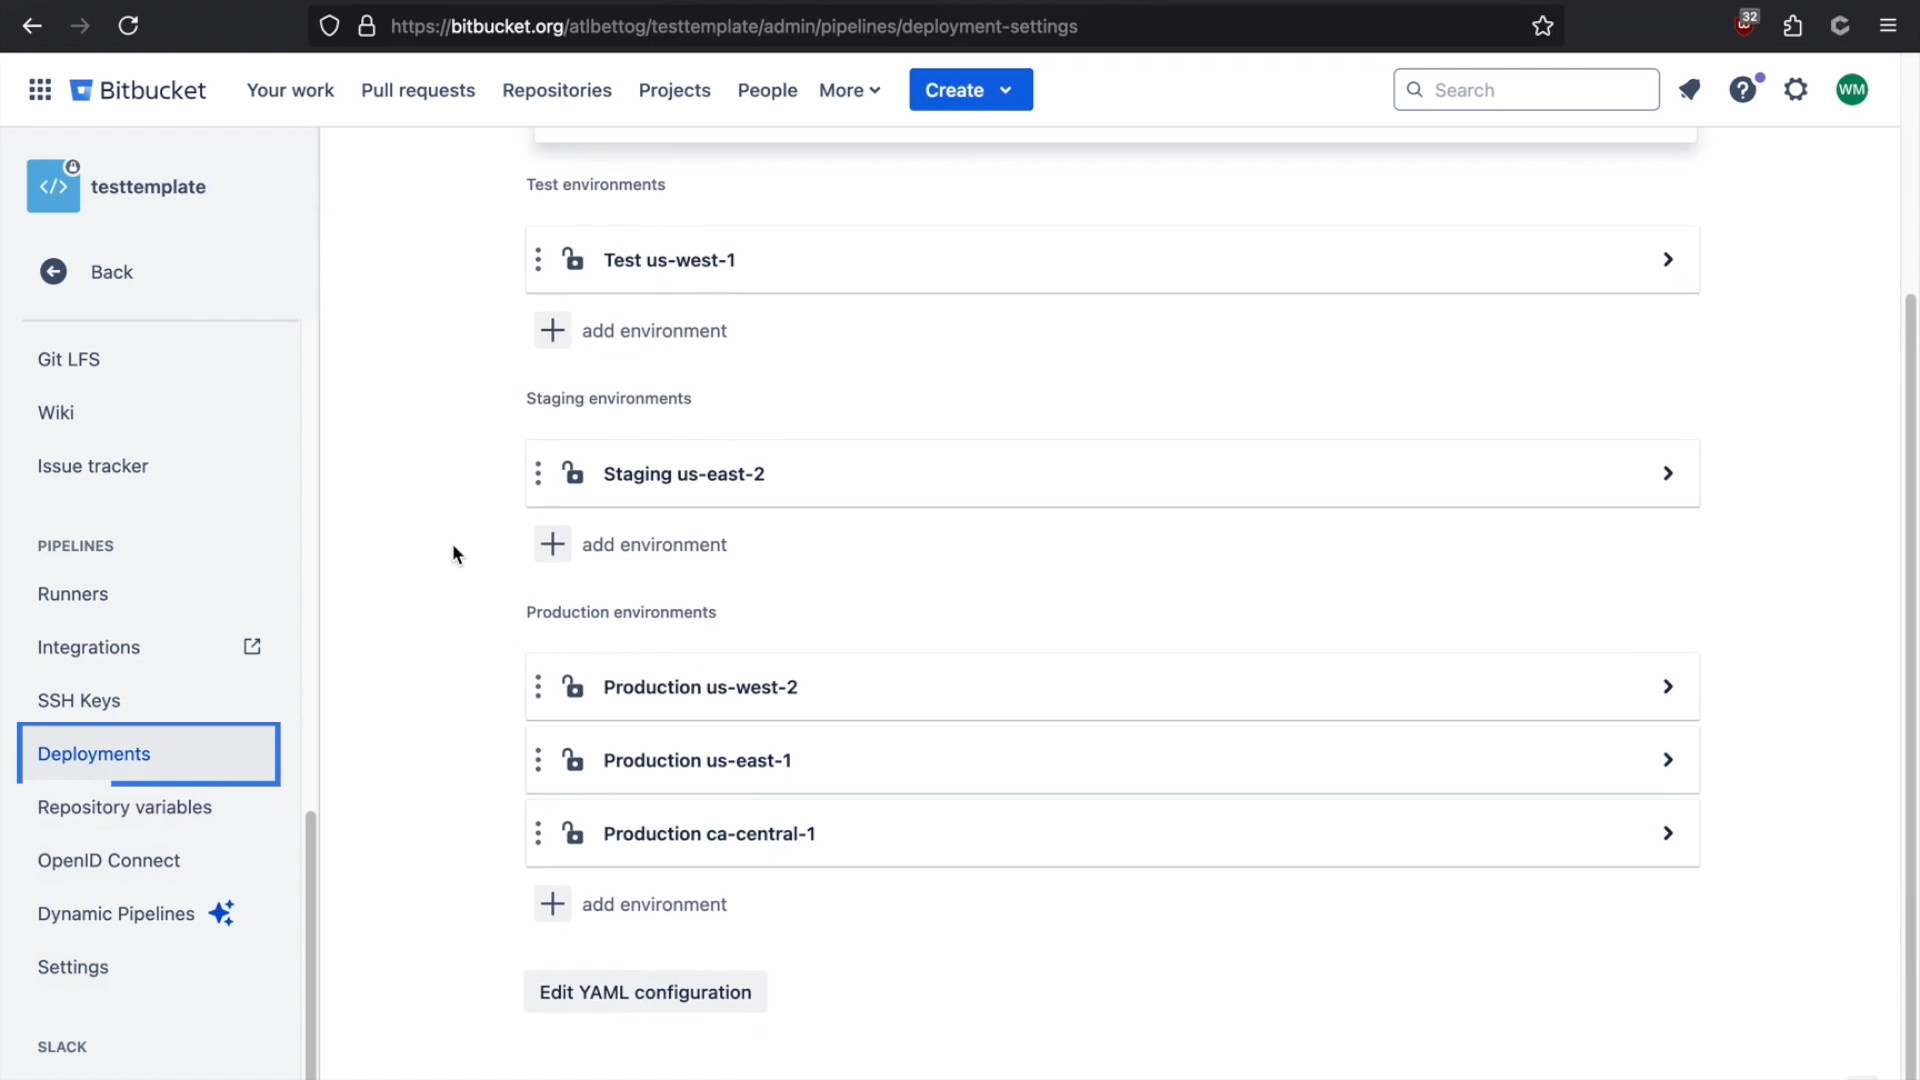 https://bitbucket.org/atlbettog/testtemplate/admin/pipelines/deployment-settings
32
Bitbucket
Your work
Pull requests
Repositories
Projects
People
More
Create
Search
WM
testtemplate
Back
Git LFS
Wiki
Issue tracker
PIPELINES
Runners
Integrations
SSH Keys
Deployments
Repository variables
OpenID Connect
Dynamic Pipelines
Settings
SLACK
Test environments
Test us-west-1
add environment
Staging environments
Staging us-east-2
add environment
Production environments
Production us-west-2
Production us-east-1
Production ca-central-1
add environment
Edit YAML configuration